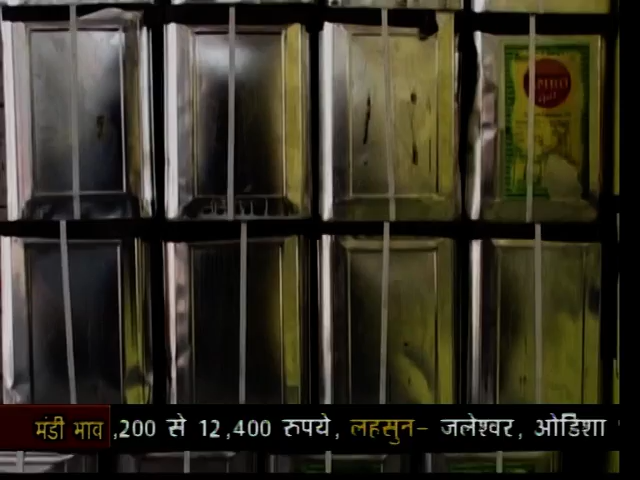 मंडी भाव ,200 से 12,400 रुपये, लहसुन– जलेश्वर, ओडिशा